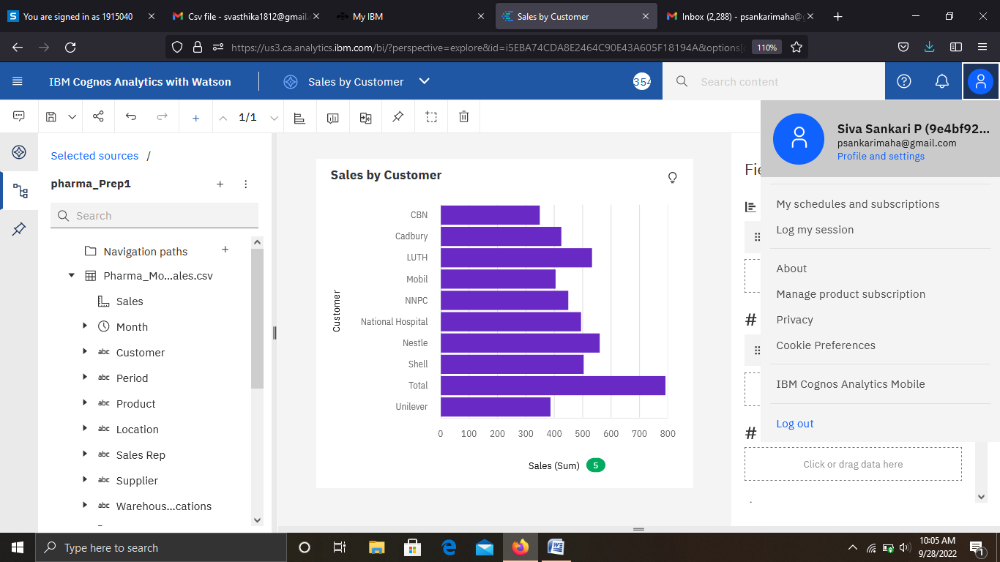 You are signed in as 1915040
Csv file - svasthika1812@gmail.c
My IBM
Sales by Customer
Inbox (2,288) - psankarimaha@g
https://us3.ca.analytics.ibm.com/bi/?perspective=explore&id=i5EBA74CDA8E2464C90E43A605F18194A&options[c
110%
IBM Cognos Analytics with Watson
Sales by Customer
354
Search content
1/1
Siva Sankari P (9e4bf92...
psankarimaha@gmail.com
Profile and settings
My schedules and subscriptions
Log my session
About
Manage product subscription
Privacy
Cookie Preferences
IBM Cognos Analytics Mobile
Log out
Selected sources /
pharma_Prep1
Search
Navigation paths
Pharma_Mo...ales.csv
Sales
Month
abc Customer
abc Period
abc Product
abc Location
abc Sales Rep
abc Supplier
abc Warehous...cations
Sales by Customer
Customer
CBN
Cadbury
LUTH
Mobil
NNPC
National Hospital
Nestle
Shell
Total
Unilever
0 100 200 300 400 500 600 700 800
Sales (Sum) 5
Fie
#
#
Click or drag data here
Type here to search
10:05 AM
9/28/2022
1